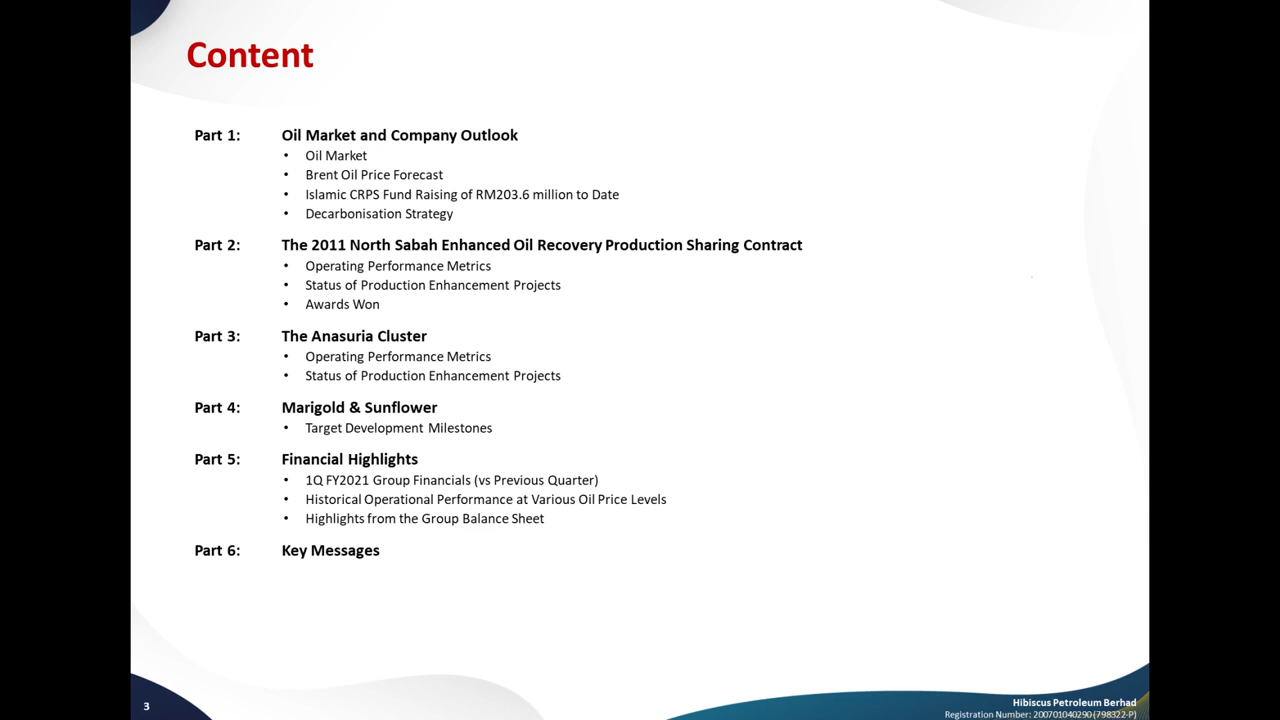 Content
Part 1: Oil Market and Company Outlook
• Oil Market
• Brent Oil Price Forecast
• Islamic CRPS Fund Raising of RM203.6 million to Date
• Decarbonisation Strategy
Part 2: The 2011 North Sabah Enhanced Oil Recovery Production Sharing Contract
• Operating Performance Metrics
• Status of Production Enhancement Projects
• Awards Won
Part 3: The Anasuria Cluster
• Operating Performance Metrics
• Status of Production Enhancement Projects
Part 4: Marigold & Sunflower
• Target Development Milestones
Part 5: Financial Highlights
• 1Q FY2021 Group Financials (vs Previous Quarter)
• Historical Operational Performance at Various Oil Price Levels
• Highlights from the Group Balance Sheet
Part 6: Key Messages
3
Hibiscus Petroleum Berhad
Registration Number: 200701040290 (798322-P)